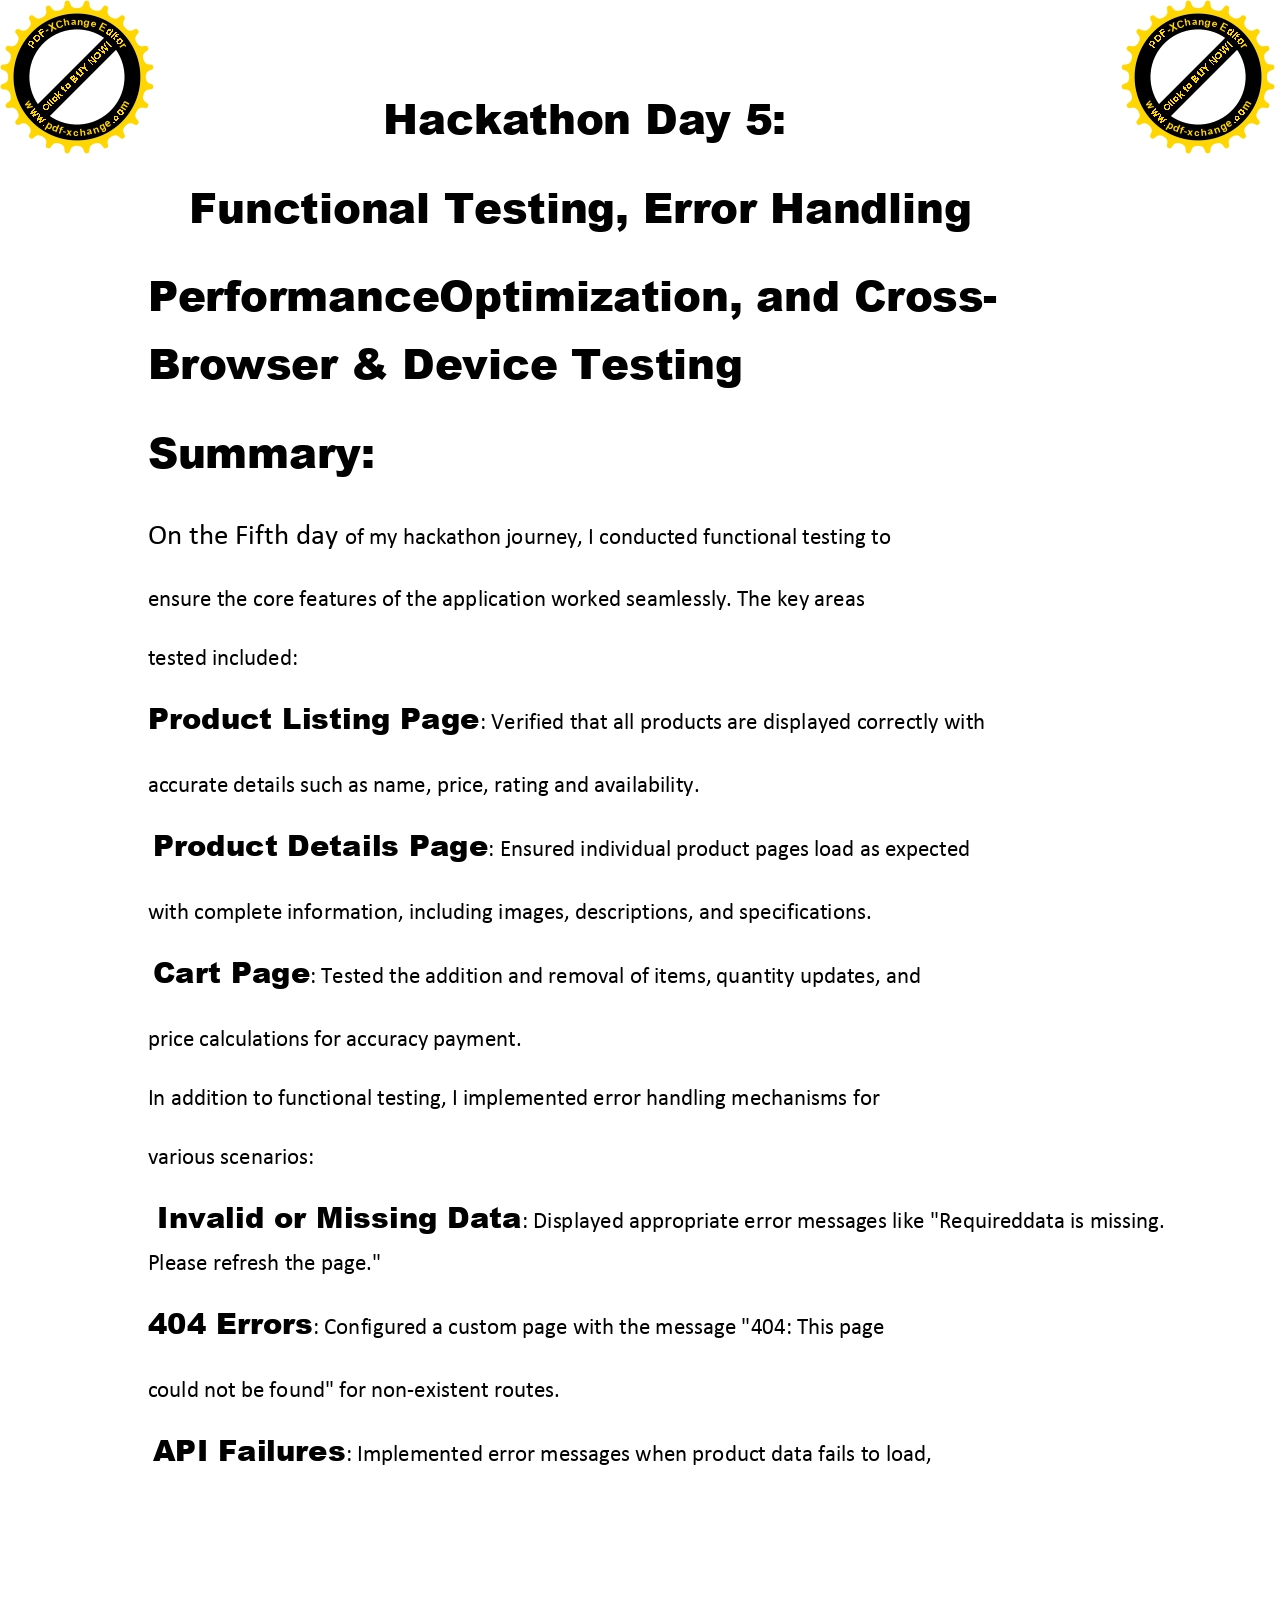 PDF-XChange Editor
Click to BUY NOW!
www.pdf-xchange.com
PDF-XChange Editor
Click to BUY NOW!
www.pdf-xchange.com
Hackathon Day 5:
Functional Testing, Error Handling
PerformanceOptimization, and Cross-
Browser & Device Testing
Summary:
On the Fifth day of my hackathon journey, I conducted functional testing to
ensure the core features of the application worked seamlessly. The key areas
tested included:
Product Listing Page: Verified that all products are displayed correctly with
accurate details such as name, price, rating and availability.
Product Details Page: Ensured individual product pages load as expected
with complete information, including images, descriptions, and specifications.
Cart Page: Tested the addition and removal of items, quantity updates, and
price calculations for accuracy payment.
In addition to functional testing, I implemented error handling mechanisms for
various scenarios:
Invalid or Missing Data: Displayed appropriate error messages like "Requireddata is missing.
Please refresh the page."
404 Errors: Configured a custom page with the message "404: This page
could not be found" for non-existent routes.
API Failures: Implemented error messages when product data fails to load,